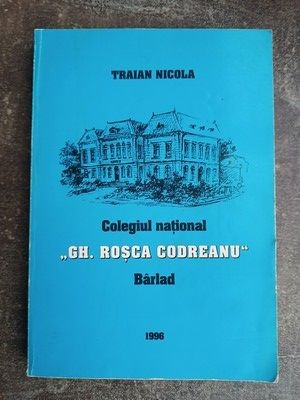 TRAIAN NICOLA
Colegiul național
„GH. ROȘCA CODREANU“
Bârlad
1996